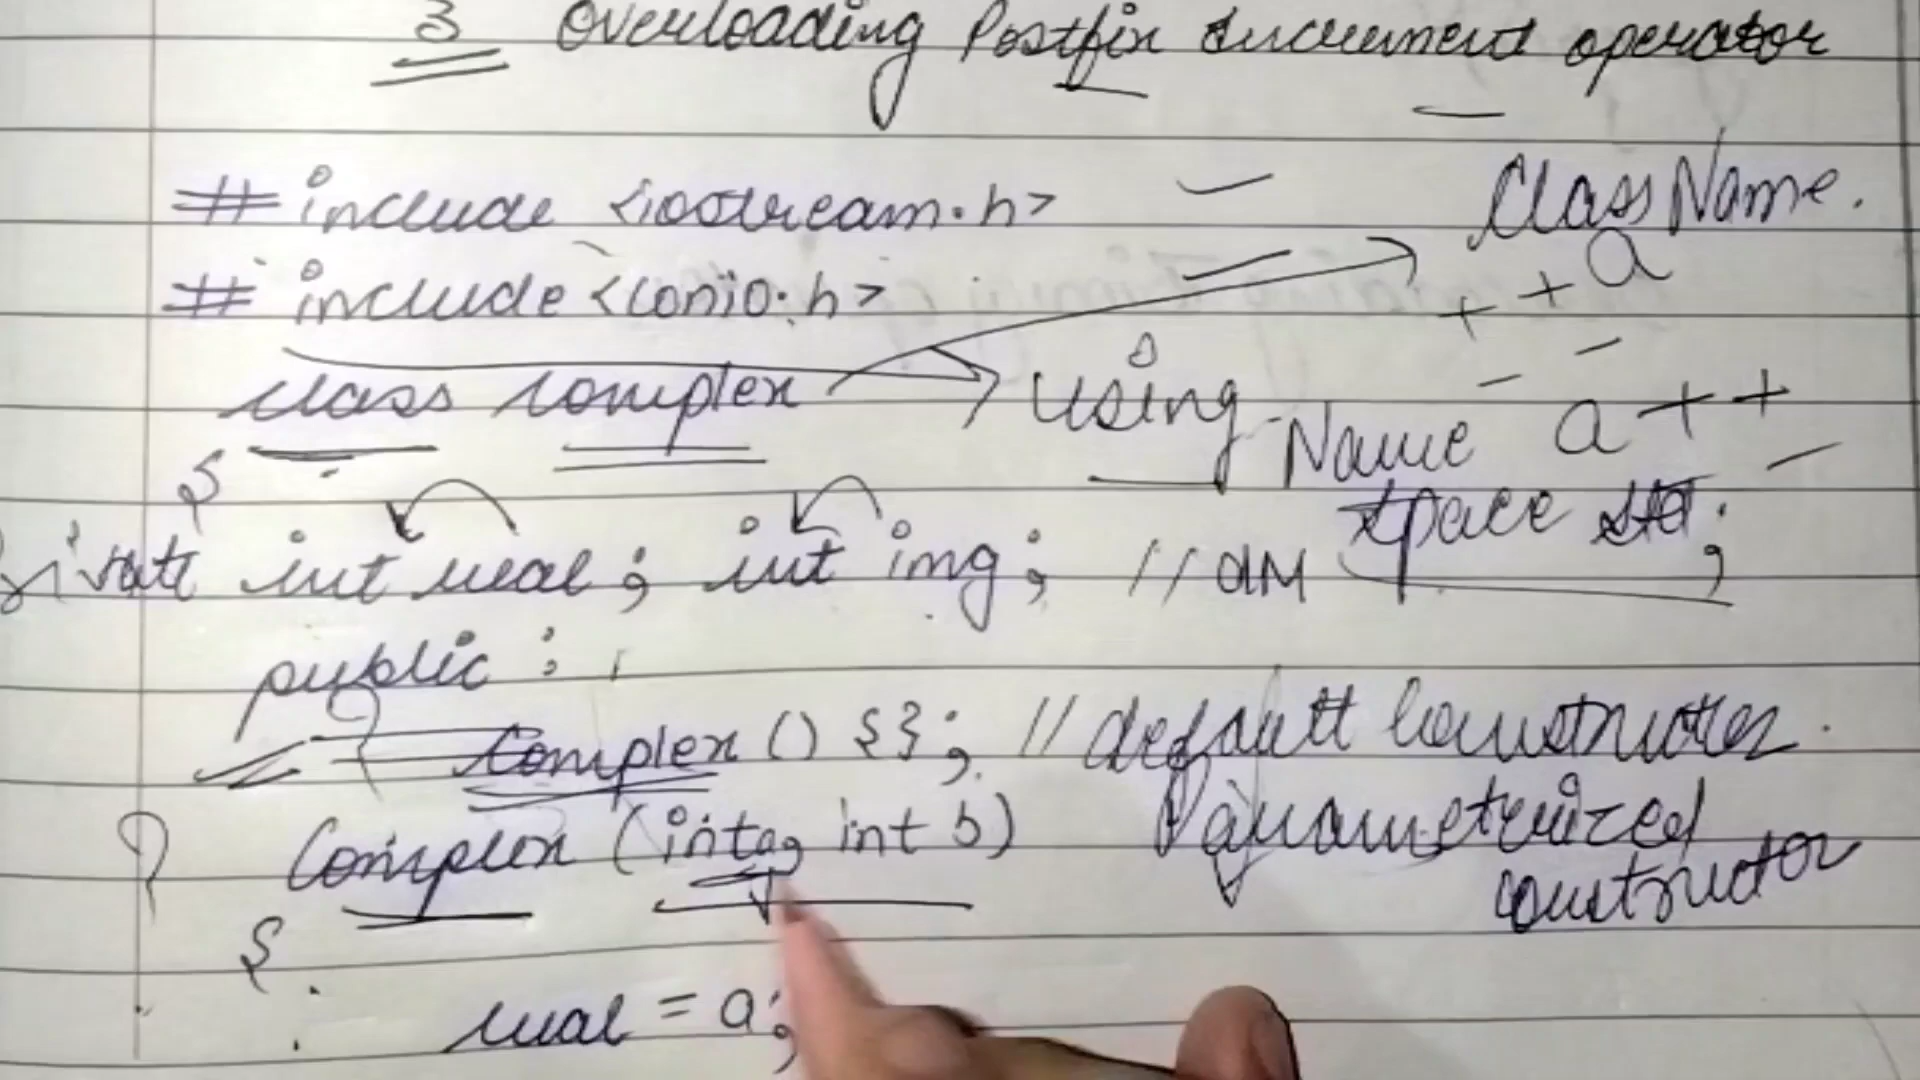 3 Overloading Postfix Increment operator
#include <iostream.h>
ClassName.
++a
#include <conio.h>
class complex
using Name space std;
a++
{
private int real; int img; // DM
public:
Complex () {}; // default Constructor.
Complex (int a, int b) Parametrized constructor
{
real = a;